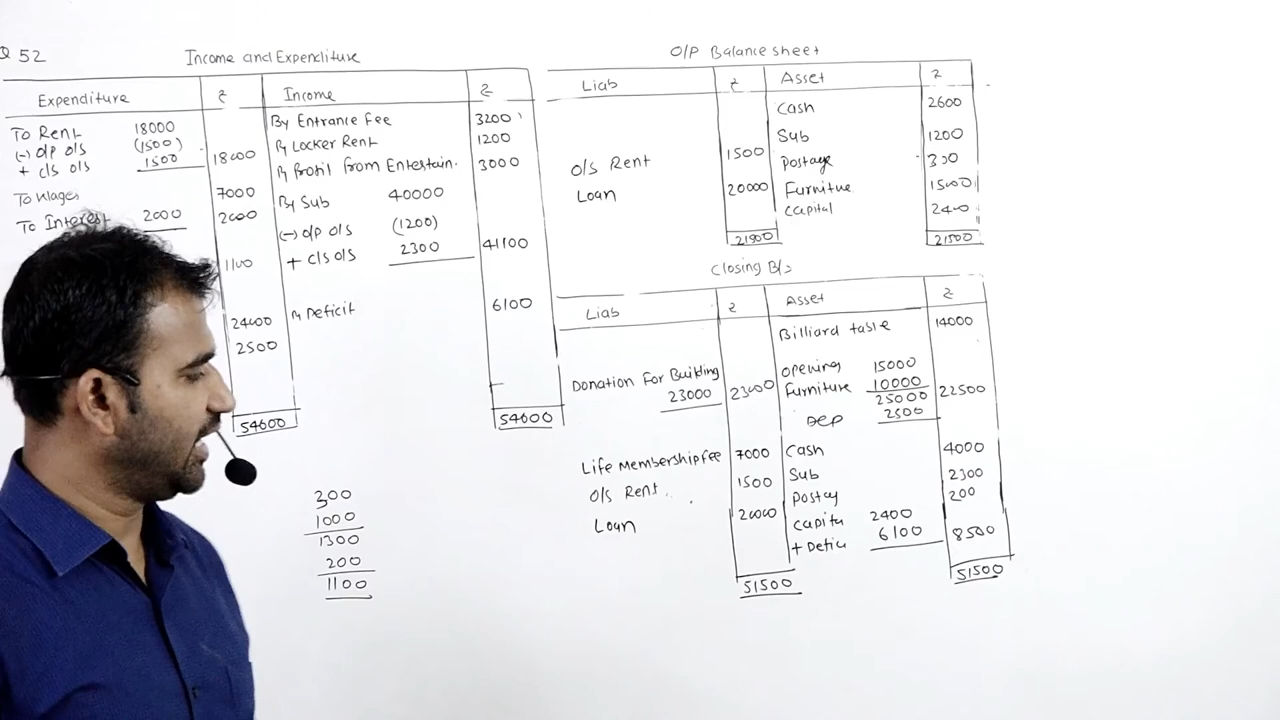 Q 52
Income and Expenditure
Expenditure ₹ Income ₹
To Rent 18000
(-) O/P O/S (1500)
+ C/S O/S 1500 18000
To Wages 7000
To Interest 2000 2000
1100
24000
2500
54600
By Entrance Fee 3200
By Locker Rent 1200
By Profit From Entertain. 3000
By Sub 40000
(-) O/P O/S (1200)
+ C/S O/S 2300 41100
By Deficit 6100
54600
300
1000
1300
200
1100
O/P Balance sheet
Liab ₹ Asset ₹
O/S Rent 1500
Loan 20000
21500
Cash 2600
Sub 1200
Postage 300
Furniture 15000
Capital 2400
21500
Closing B/S
Liab ₹ Asset ₹
Donation For Building
23000 23000
Life Membership Fee 7000
O/S Rent. 1500
Loan 20000
51500
Billiard table 14000
opening 15000
Furniture 10000
25000 22500
Dep 2500
Cash 4000
Sub 2300
Postag 200
Capita 2400
+ Defici 6100 8500
51500